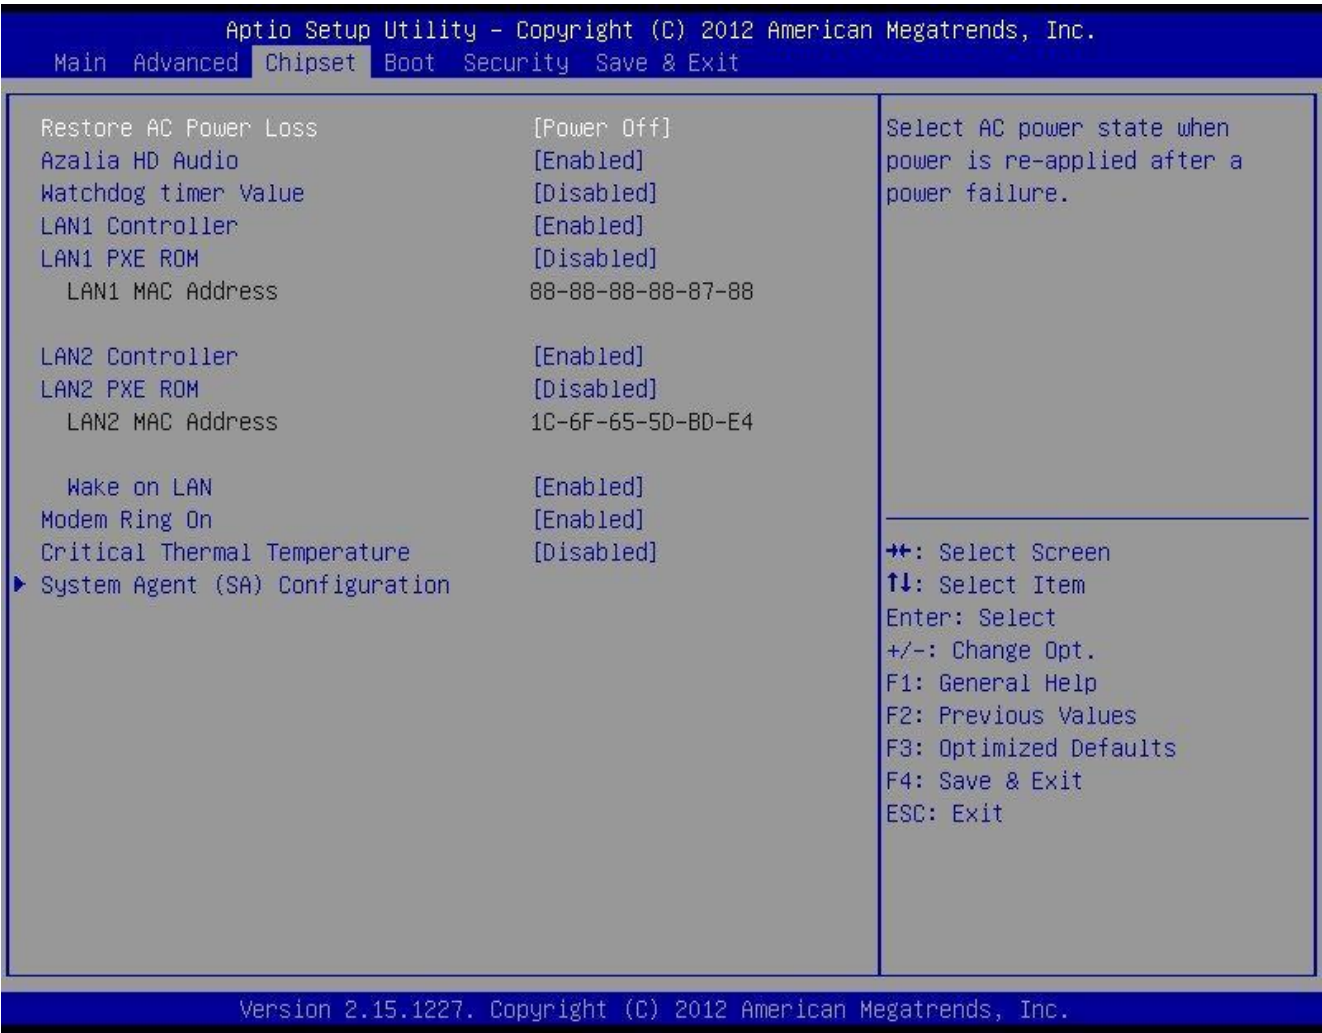 Aptio Setup Utility – Copyright (C) 2012 American Megatrends, Inc.
Main Advanced Chipset Boot Security Save & Exit
Restore AC Power Loss [Power Off]
Azalia HD Audio [Enabled]
Watchdog timer Value [Disabled]
LAN1 Controller [Enabled]
LAN1 PXE ROM [Disabled]
LAN1 MAC Address 88-88-88-88-87-88
LAN2 Controller [Enabled]
LAN2 PXE ROM [Disabled]
LAN2 MAC Address 1C-6F-65-5D-BD-E4
Wake on LAN [Enabled]
Modem Ring On [Enabled]
Critical Thermal Temperature [Disabled]
System Agent (SA) Configuration
Select AC power state when
power is re-applied after a
power failure.
→←: Select Screen
↑↓: Select Item
Enter: Select
+/-: Change Opt.
F1: General Help
F2: Previous Values
F3: Optimized Defaults
F4: Save & Exit
ESC: Exit
Version 2.15.1227. Copyright (C) 2012 American Megatrends, Inc.